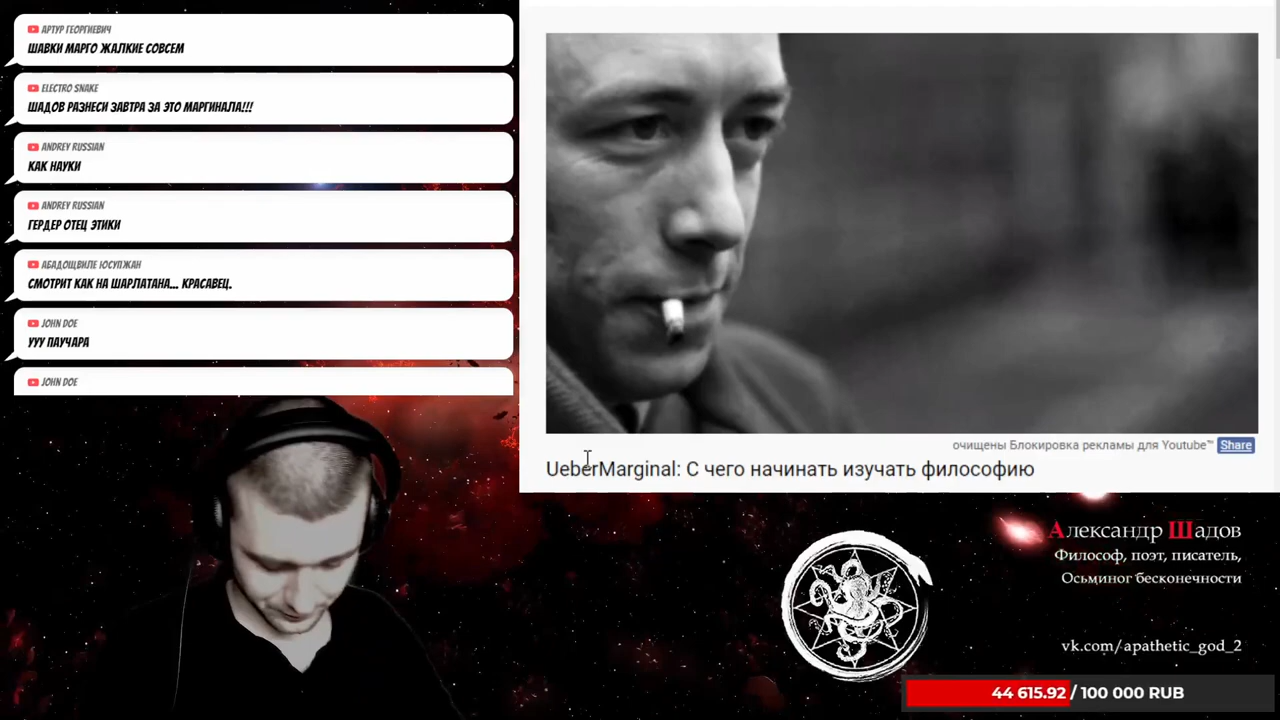 АРТУР ГЕОРГИЕВИЧ
ШАВКИ МАРГО ЖАЛКИЕ СОВСЕМ
ELECTRO SNAKE
ШАДОВ РАЗНЕСИ ЗАВТРА ЗА ЭТО МАРГИНАЛА!!!
ANDREY RUSSIAN
КАК НАУКИ
ANDREY RUSSIAN
ГЕРДЕР ОТЕЦ ЭТИКИ
АБАДОЩВИЛЕ ЮСУПЖАН
СМОТРИТ КАК НА ШАРЛАТАНА... КРАСАВЕЦ.
JOHN DOE
УУУ ПАУЧАРА
JOHN DOE
очищены Блокировка рекламы для Youtube™ Share
UeberMarginal: С чего начинать изучать философию
Александр Шадов
Философ, поэт, писатель,
Осьминог бесконечности
vk.com/apathetic_god_2
44 615.92 / 100 000 RUB